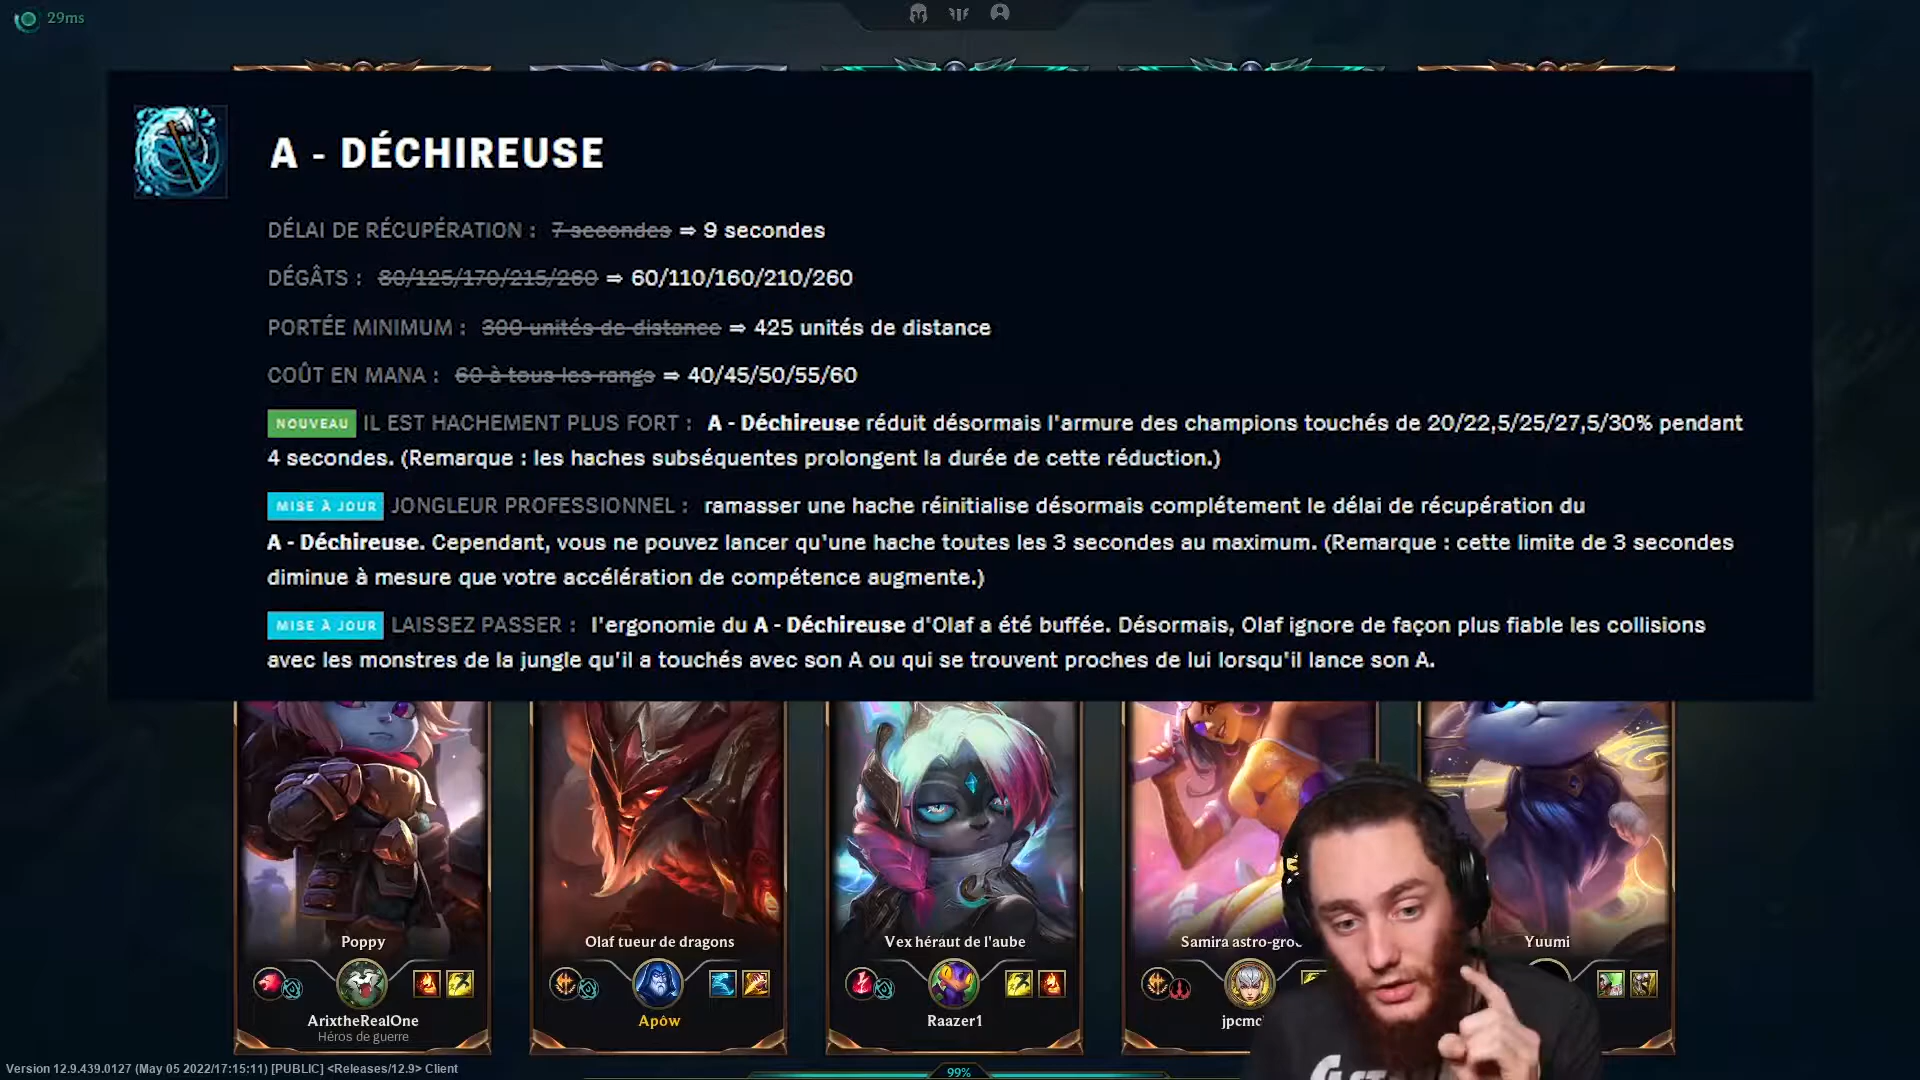 29ms
A - DÉCHIREUSE
DÉLAI DE RÉCUPÉRATION : 7 secondes ⇒ 9 secondes
DÉGÂTS : 80/125/170/215/260 ⇒ 60/110/160/210/260
PORTÉE MINIMUM : 300 unités de distance ⇒ 425 unités de distance
COÛT EN MANA : 60 à tous les rangs ⇒ 40/45/50/55/60
NOUVEAU IL EST HACHEMENT PLUS FORT : A - Déchireuse réduit désormais l'armure des champions touchés de 20/22,5/25/27,5/30% pendant
4 secondes. (Remarque : les haches subséquentes prolongent la durée de cette réduction.)
MISE À JOUR JONGLEUR PROFESSIONNEL : ramasser une hache réinitialise désormais complétement le délai de récupération du
A - Déchireuse. Cependant, vous ne pouvez lancer qu'une hache toutes les 3 secondes au maximum. (Remarque : cette limite de 3 secondes
diminue à mesure que votre accélération de compétence augmente.)
MISE À JOUR LAISSEZ PASSER : l'ergonomie du A - Déchireuse d'Olaf a été buffée. Désormais, Olaf ignore de façon plus fiable les collisions
avec les monstres de la jungle qu'il a touchés avec son A ou qui se trouvent proches de lui lorsqu'il lance son A.
Poppy
Olaf tueur de dragons
Vex héraut de l'aube
Samira
Yuumi
ArixtheRealOne
Apôw
Raazer1
Héros de guerre
Version 12.9.439.0127 (May 05 2022/17:15:11) [PUBLIC] <Releases/12.9> Client
99%